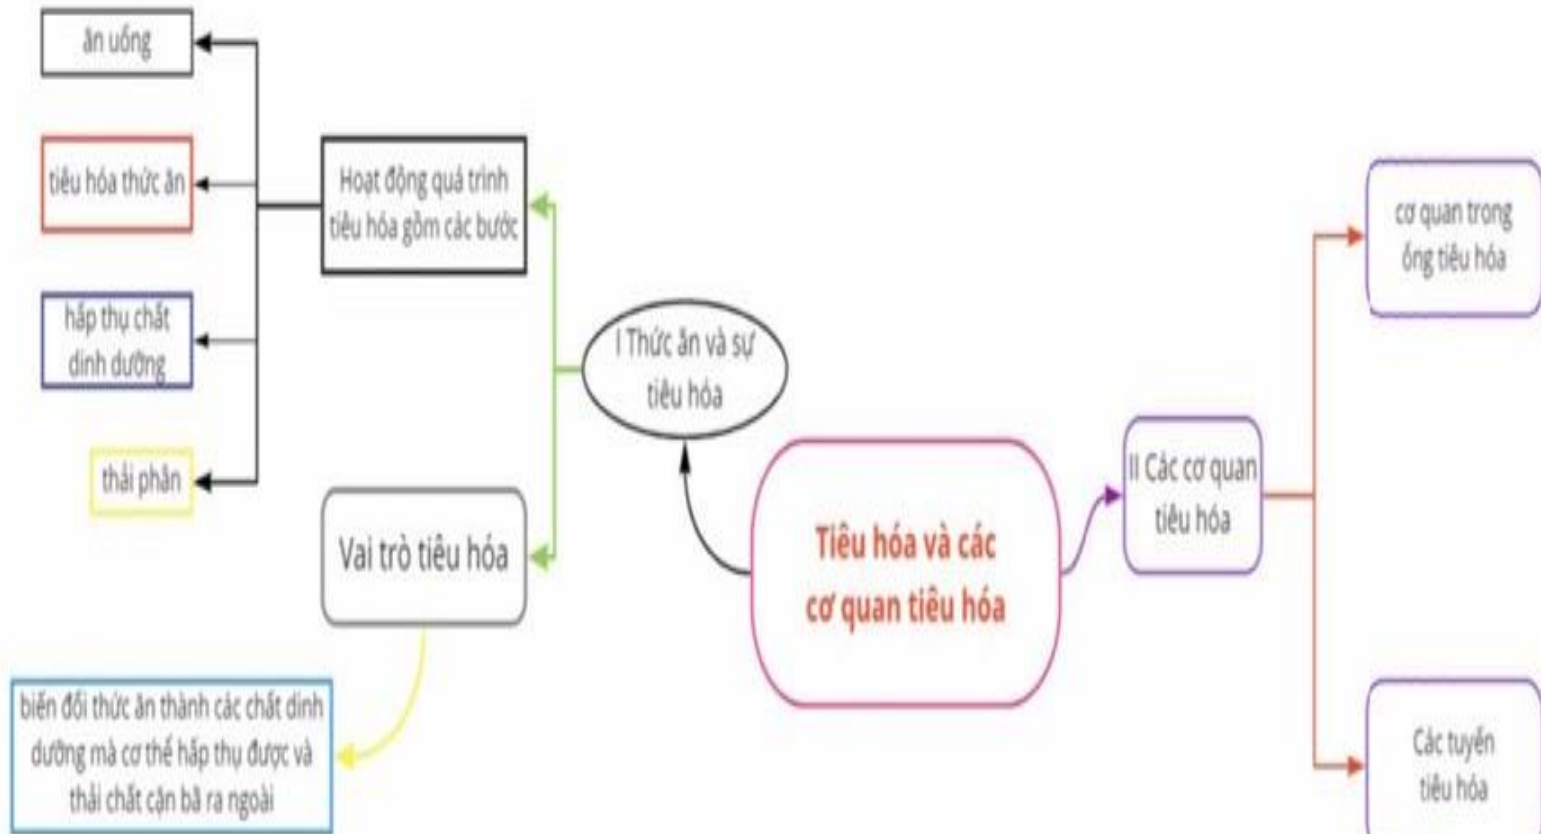 ăn uống
tiêu hóa thức ăn
hấp thụ chất
dinh dưỡng
thải phân
Hoạt động quá trình
tiêu hóa gồm các bước
Vai trò tiêu hóa
biến đổi thức ăn thành các chất dinh
dưỡng mà cơ thể hấp thụ được và
thải chất cặn bã ra ngoài
I Thức ăn và sự
tiêu hóa
Tiêu hóa và các
cơ quan tiêu hóa
II Các cơ quan
tiêu hóa
cơ quan trong
ống tiêu hóa
Các tuyến
tiêu hóa